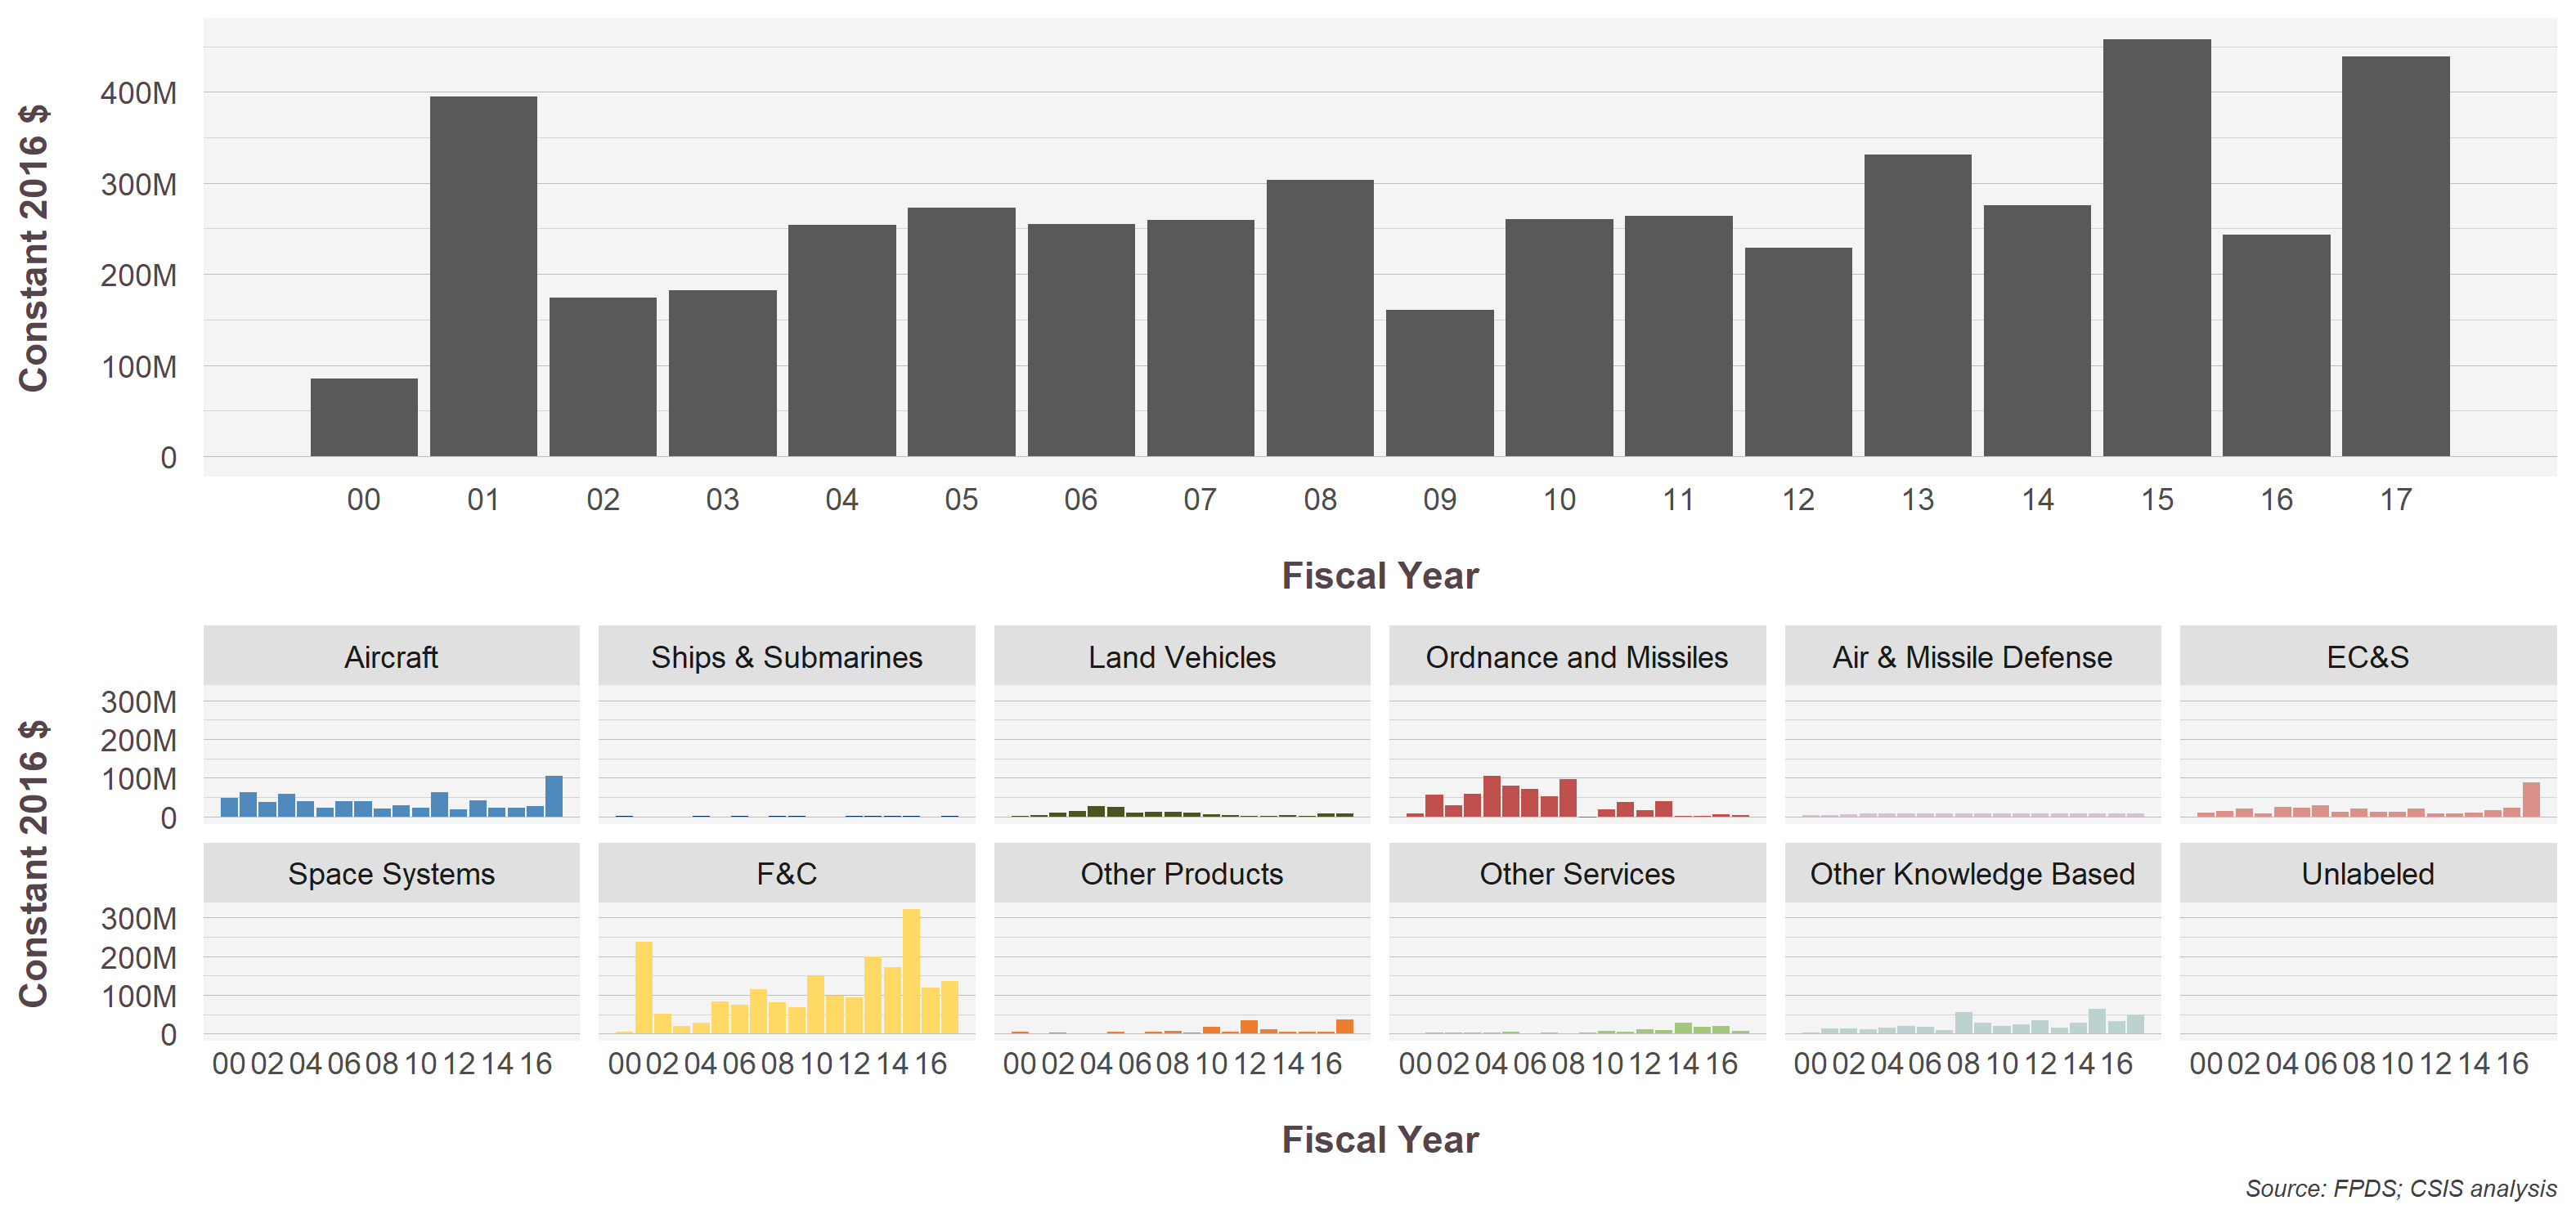 Constant 2016 $
400M
300M
200M
100M
0
00 01 02 03 04 05 06 07 08 09 10 11 12 13 14 15 16 17
Fiscal Year
Aircraft Ships & Submarines Land Vehicles Ordnance and Missiles Air & Missile Defense EC&S
Constant 2016 $
300M
200M
100M
0
Space Systems F&C Other Products Other Services Other Knowledge Based Unlabeled
300M
200M
100M
0
00 02 04 06 08 10 12 14 16 00 02 04 06 08 10 12 14 16 00 02 04 06 08 10 12 14 16 00 02 04 06 08 10 12 14 16 00 02 04 06 08 10 12 14 16 00 02 04 06 08 10 12 14 16
Fiscal Year
Source: FPDS; CSIS analysis